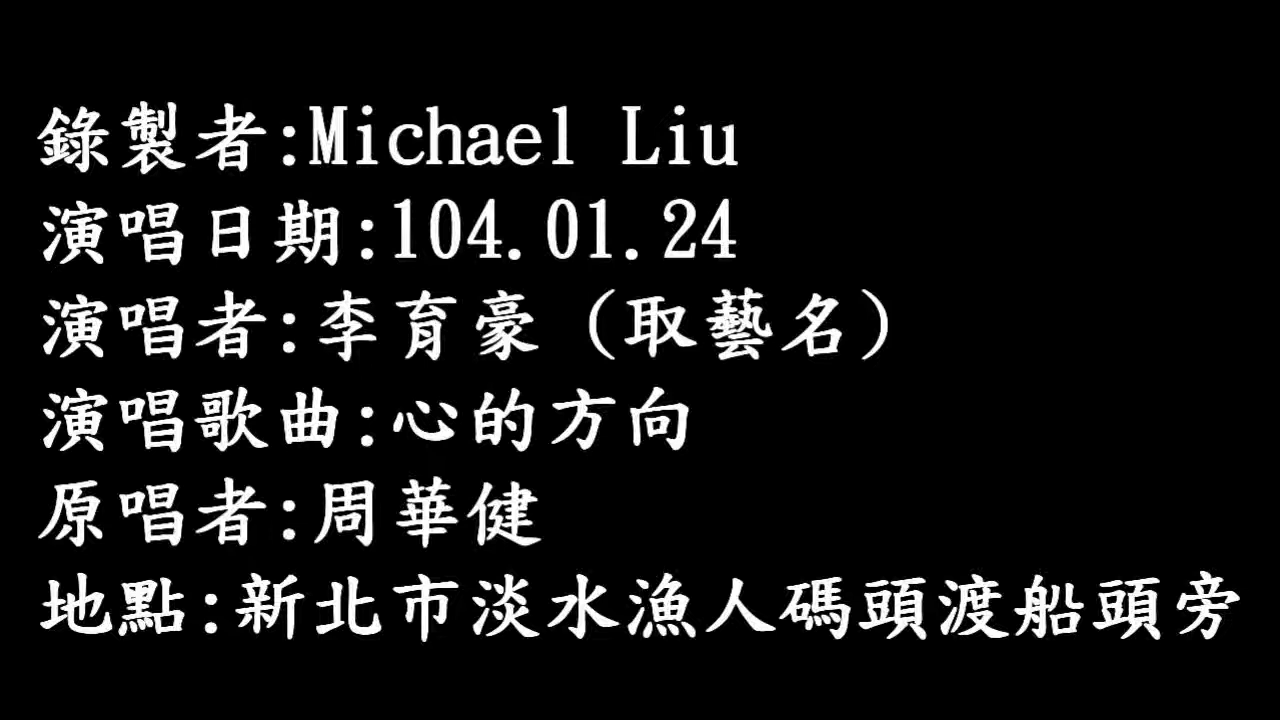 錄製者:Michael Liu
演唱日期:104.01.24
演唱者:李育豪 (取藝名)
演唱歌曲:心的方向
原唱者:周華健
地點:新北市淡水漁人碼頭渡船頭旁